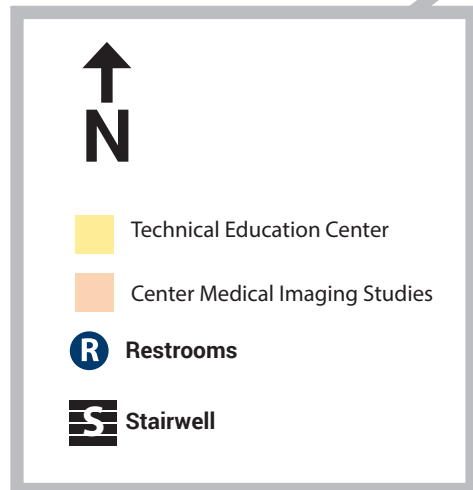 N
Technical Education Center
Center Medical Imaging Studies
R Restrooms
S Stairwell